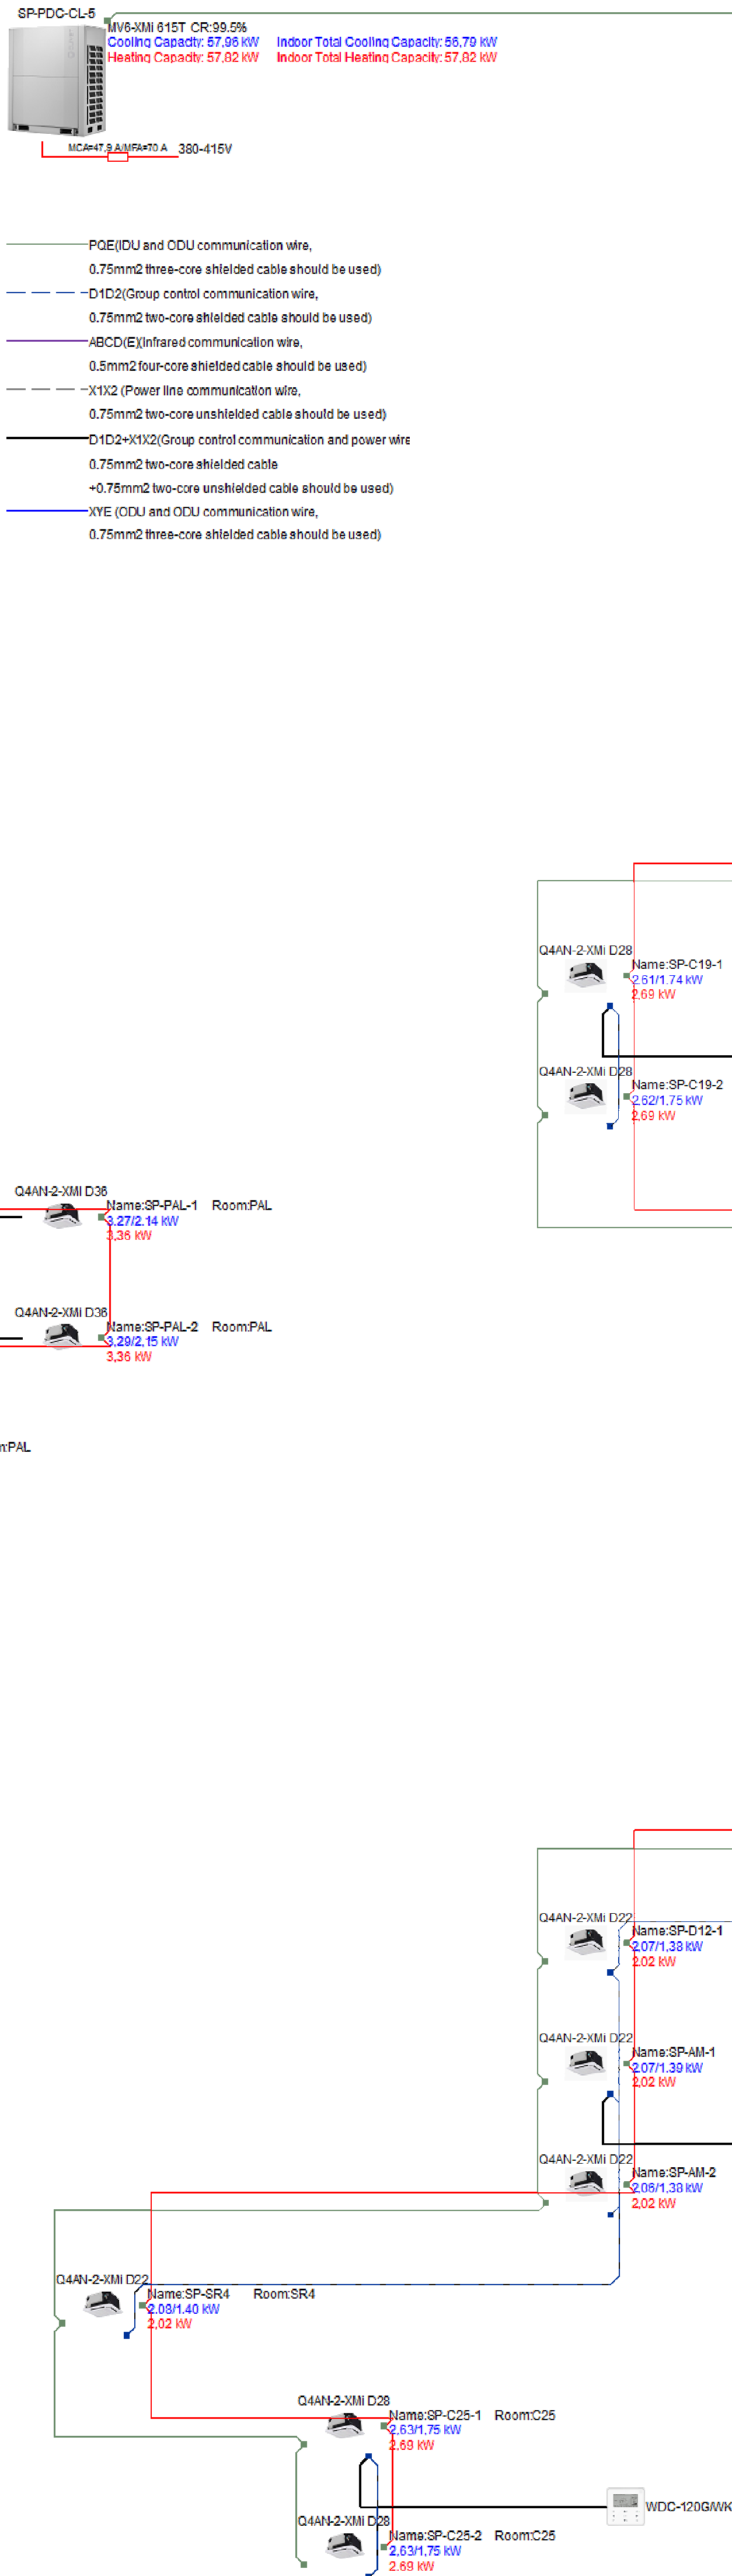 SP-PDC-CL-5
MV6-XMi 615T CR:99.5%
Cooling Capacity: 57,96 kW Indoor Total Cooling Capacity: 56,79 kW
Heating Capacity: 57,82 kW Indoor Total Heating Capacity: 57,82 kW
MCA=47,9 A/MFA=70 A 380-415V
PQE(IDU and ODU communication wire,
0.75mm2 three-core shielded cable should be used)
D1D2(Group control communication wire,
0.75mm2 two-core shielded cable should be used)
ABCD(E)(Infrared communication wire,
0.5mm2 four-core shielded cable should be used)
X1X2 (Power line communication wire,
0.75mm2 two-core unshielded cable should be used)
D1D2+X1X2(Group control communication and power wire
0.75mm2 two-core shielded cable
+0.75mm2 two-core unshielded cable should be used)
XYE (ODU and ODU communication wire,
0.75mm2 three-core shielded cable should be used)
Q4AN-2-XMi D28
Name:SP-C19-1
2,61/1,74 kW
2,69 kW
Q4AN-2-XMi D28
Name:SP-C19-2
2,62/1,75 kW
2,69 kW
Q4AN-2-XMi D36
Name:SP-PAL-1 Room:PAL
3,27/2,14 kW
3,36 kW
Q4AN-2-XMi D36
Name:SP-PAL-2 Room:PAL
3,29/2,15 kW
3,36 kW
m:PAL
Q4AN-2-XMi D22
Name:SP-D12-1
2,07/1,38 kW
2,02 kW
Q4AN-2-XMi D22
Name:SP-AM-1
2,07/1,39 kW
2,02 kW
Q4AN-2-XMi D22
Name:SP-AM-2
2,06/1,38 kW
2,02 kW
Q4AN-2-XMi D22
Name:SP-SR4 Room:SR4
2,08/1,40 kW
2,02 kW
Q4AN-2-XMi D28
Name:SP-C25-1 Room:C25
2,63/1,75 kW
2,69 kW
WDC-120G/WK
Q4AN-2-XMi D28
Name:SP-C25-2 Room:C25
2,63/1,75 kW
2,69 kW